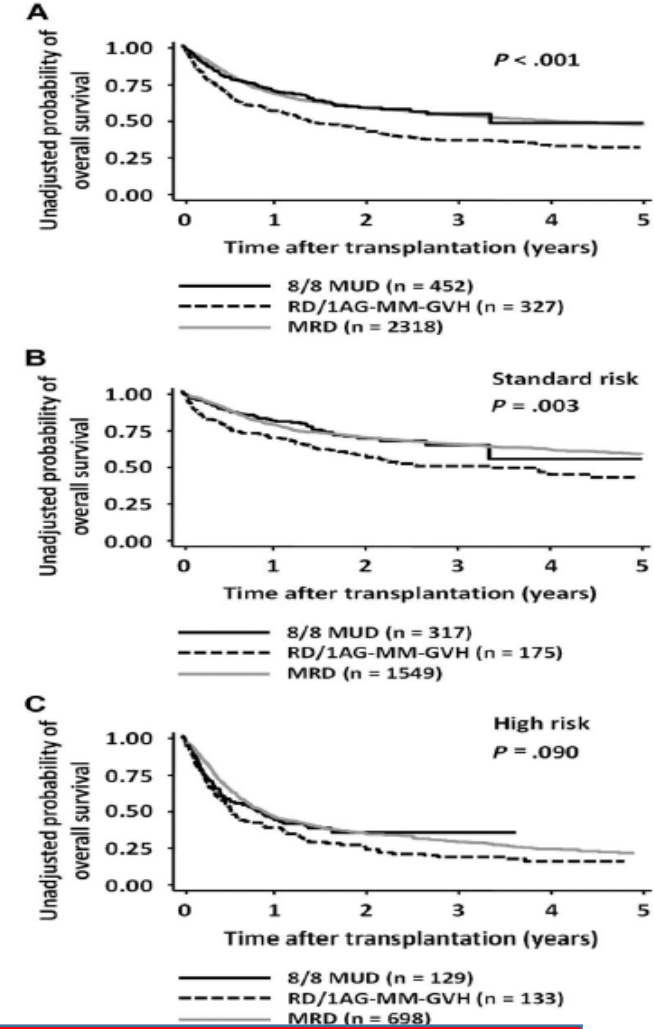 A
Unadjusted probability of
overall survival
1.00
0.75
0.50
0.25
0.00
P < .001
0 1 2 3 4 5
Time after transplantation (years)
8/8 MUD (n = 452)
RD/1AG-MM-GVH (n = 327)
MRD (n = 2318)
B
Unadjusted probability of
overall survival
1.00
0.75
0.50
0.25
0.00
Standard risk
P = .003
0 1 2 3 4 5
Time after transplantation (years)
8/8 MUD (n = 317)
RD/1AG-MM-GVH (n = 175)
MRD (n = 1549)
C
Unadjusted probability of
overall survival
1.00
0.75
0.50
0.25
0.00
High risk
P = .090
0 1 2 3 4 5
Time after transplantation (years)
8/8 MUD (n = 129)
RD/1AG-MM-GVH (n = 133)
MRD (n = 698)